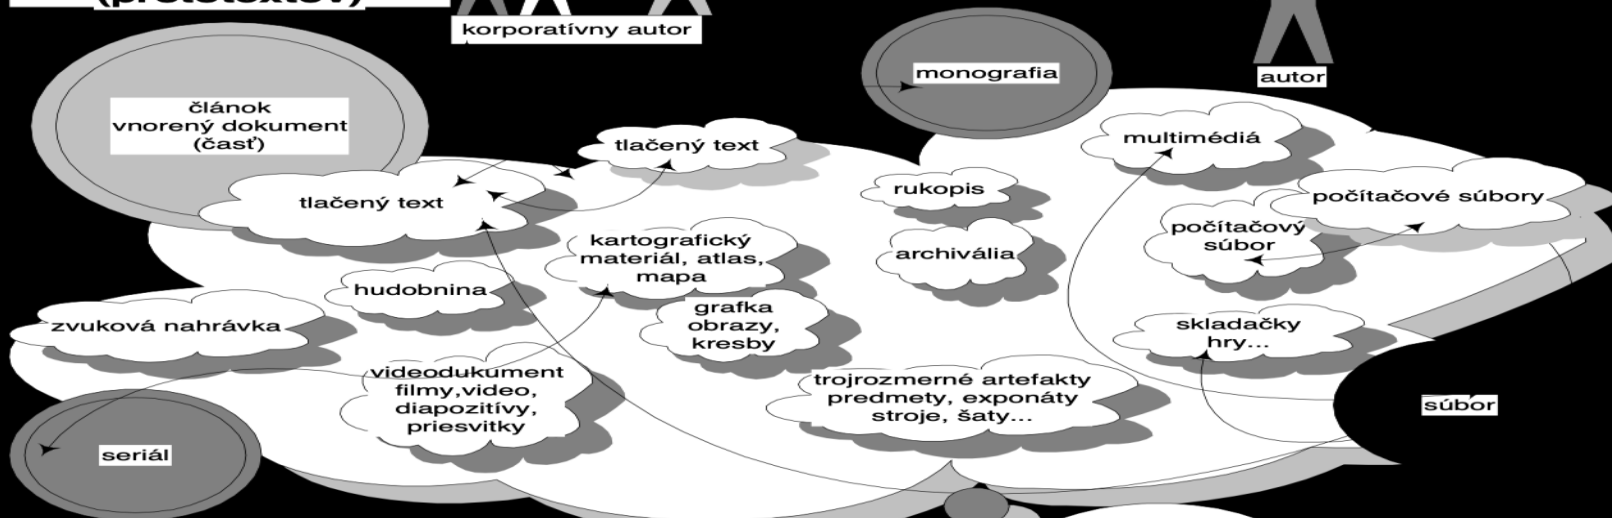 (prototextov)
korporatívny autor
monografia
autor
článok
vnorený dokument
(časť)
tlačený text
multimédiá
tlačený text
rukopis
počítačové súbory
počítačový
súbor
kartografický
materiál, atlas,
mapa
archivália
hudobnina
zvuková nahrávka
grafka
obrazy,
kresby
skladačky
hry...
videodukument
filmy,video,
diapozitívy,
priesvitky
trojrozmerné artefakty
predmety, exponáty
stroje, šaty...
súbor
seriál